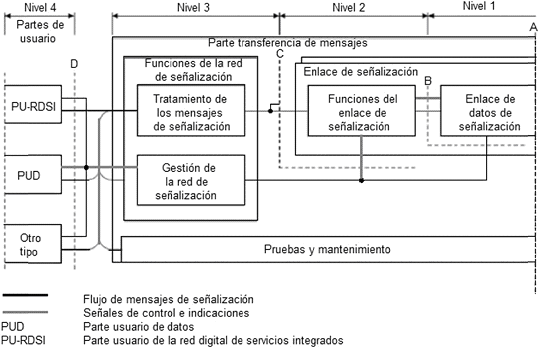 Nivel 4
Nivel 3
Nivel 2
Nivel 1
Partes de
usuario
A
Parte transferencia de mensajes
D
Funciones de la red
de señalización
C
Enlace de señalización
B
PU-RDSI
Tratamiento de
los mensajes
de señalización
Funciones del
enlace de
señalización
Enlace de
datos de
señalización
PUD
Gestión de
la red de
señalización
Otro
tipo
Pruebas y mantenimiento
Flujo de mensajes de señalización
Señales de control e indicaciones
PUD Parte usuario de datos
PU-RDSI Parte usuario de la red digital de servicios integrados